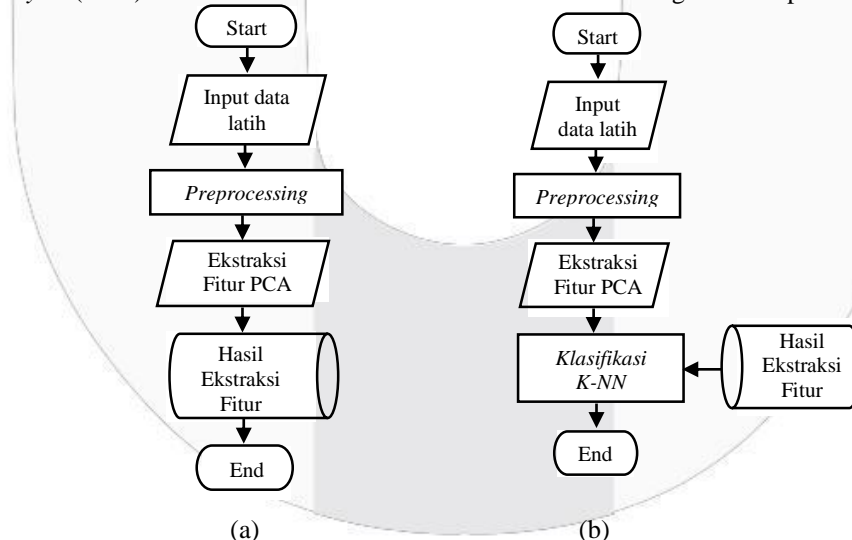 Start
Input data
latih
Preprocessing
Ekstraksi
Fitur PCA
Hasil
Ekstraksi
Fitur
End
(a)
Start
Input
data latih
Preprocessing
Ekstraksi
Fitur PCA
Klasifikasi
K-NN
Hasil
Ekstraksi
Fitur
End
(b)